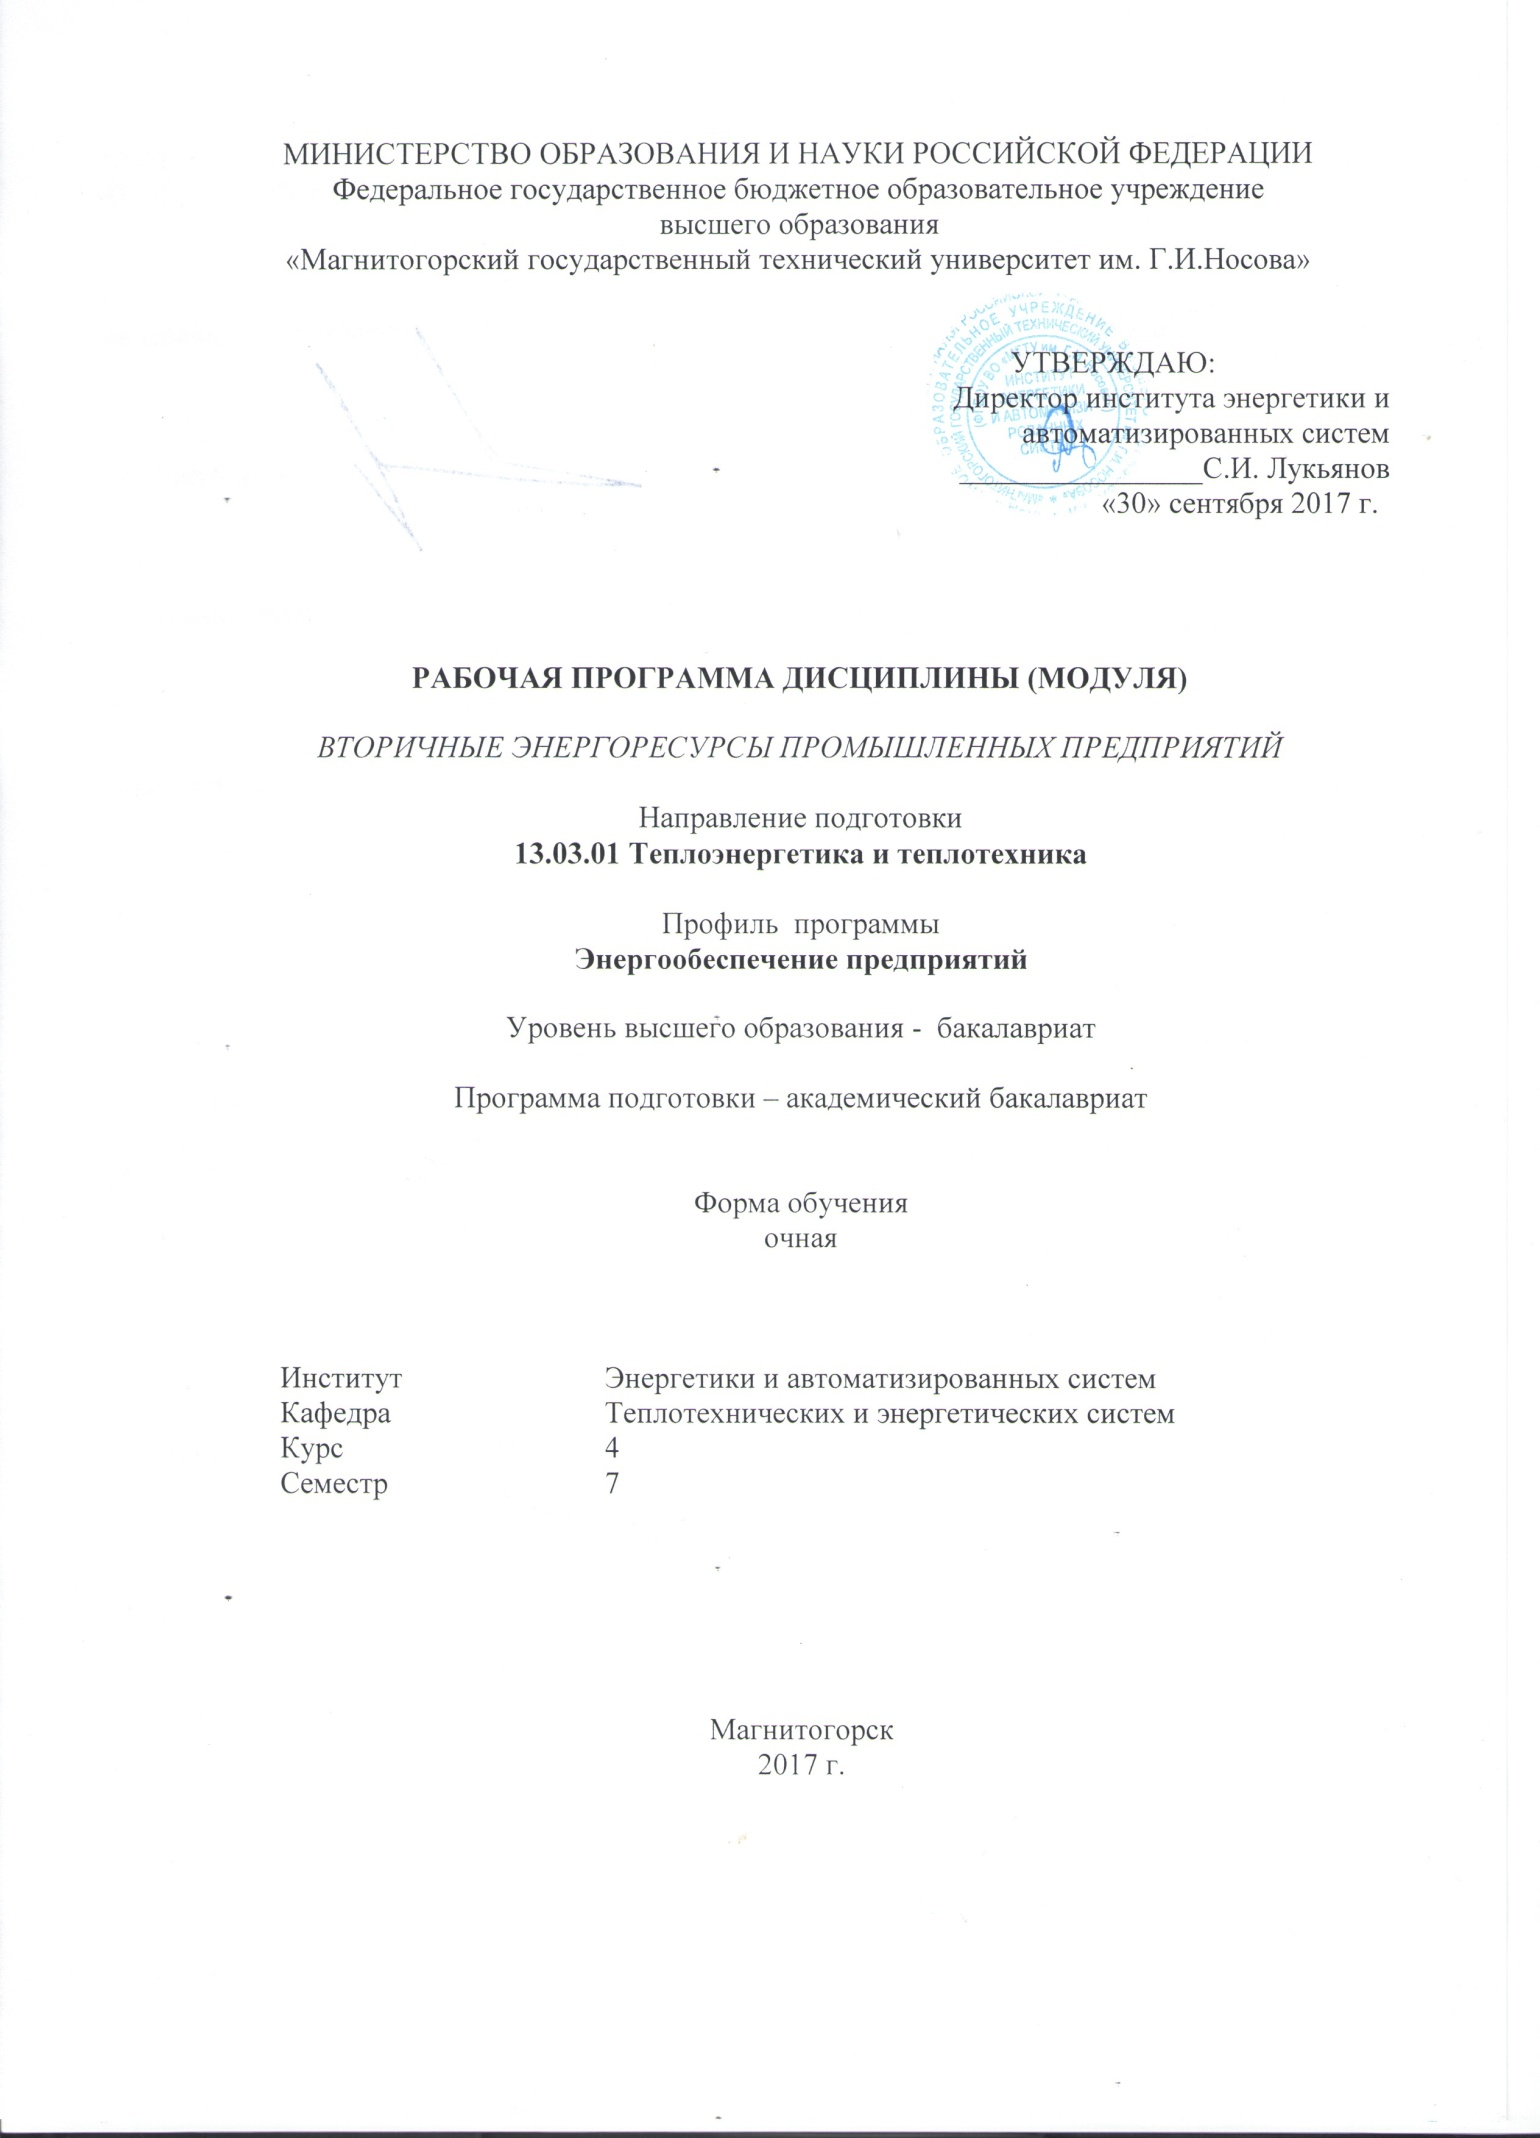 МИНИСТЕРСТВО ОБРАЗОВАНИЯ И НАУКИ РОССИЙСКОЙ ФЕДЕРАЦИИ
Федеральное государственное бюджетное образовательное учреждение
высшего образования
«Магнитогорский государственный технический университет им. Г.И.Носова»
УТВЕРЖДАЮ:
Директор института энергетики и
автоматизированных систем
________________С.И. Лукьянов
«30» сентября 2017 г.
РАБОЧАЯ ПРОГРАММА ДИСЦИПЛИНЫ (МОДУЛЯ)
ВТОРИЧНЫЕ ЭНЕРГОРЕСУРСЫ ПРОМЫШЛЕННЫХ ПРЕДПРИЯТИЙ
Направление подготовки
13.03.01 Теплоэнергетика и теплотехника
Профиль программы
Энергообеспечение предприятий
Уровень высшего образования - бакалавриат
Программа подготовки – академический бакалавриат
Форма обучения
очная
Институт Энергетики и автоматизированных систем
Кафедра Теплотехнических и энергетических систем
Курс 4
Семестр 7
Магнитогорск
2017 г.